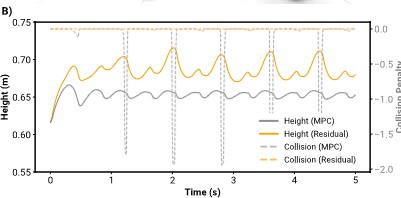 B)
0.75
0.70
0.65
0.60
0.55
Height (m)
0.0
−0.5
−1.0
−1.5
−2.0
Collision Penalty
Height (MPC)
Height (Residual)
Collision (MPC)
Collision (Residual)
0 1 2 3 4 5
Time (s)